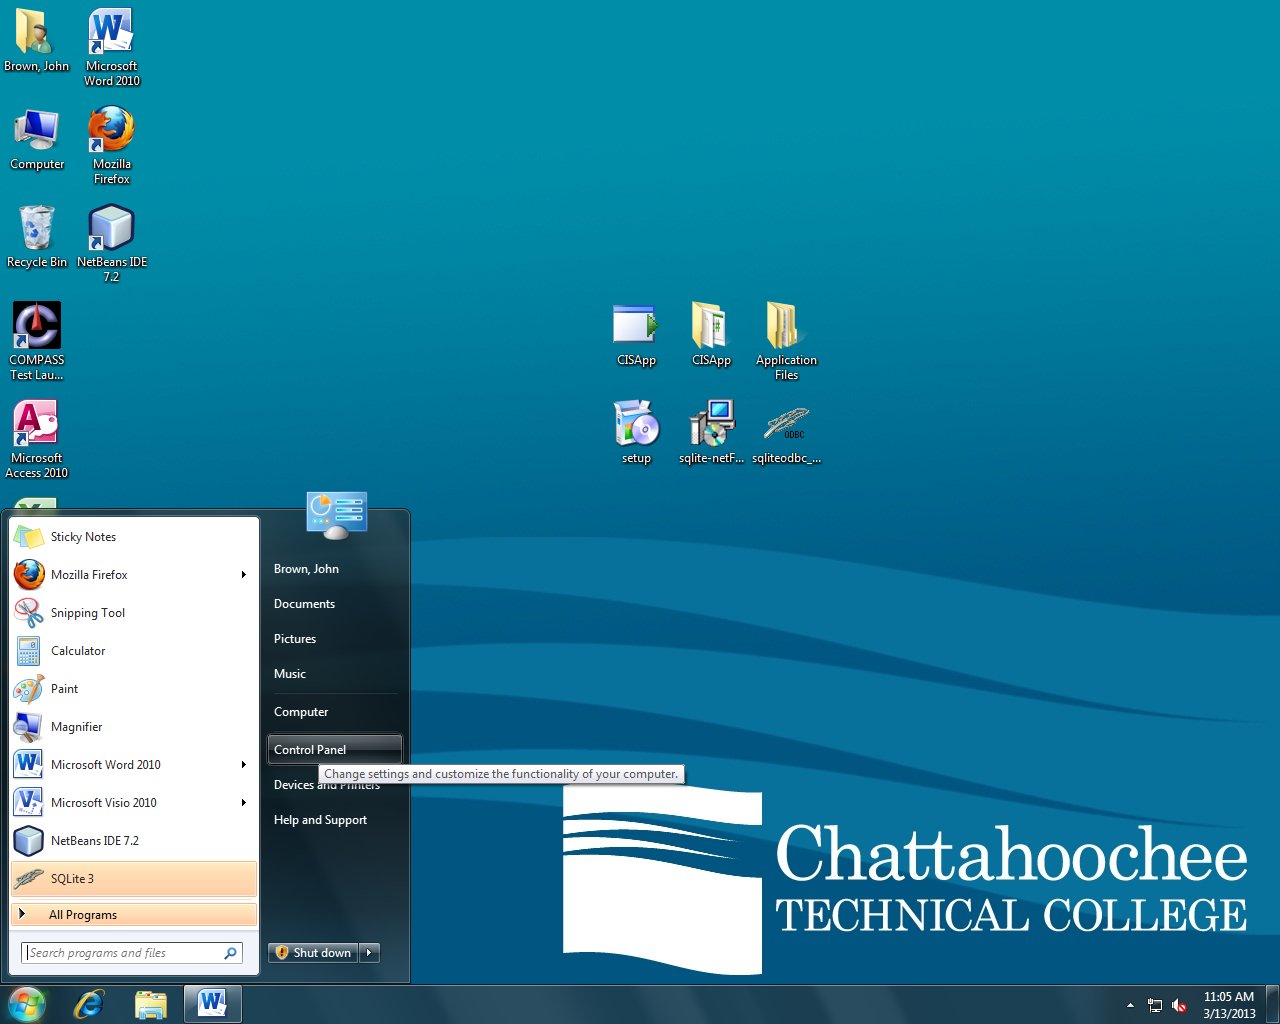 Brown, John
Microsoft
Word 2010
Computer
Mozilla
Firefox
Recycle Bin
NetBeans IDE
7.2
COMPASS
Test Lau...
CISApp
CISApp
Application
Files
Microsoft
Access 2010
setup
sqlite-netF...
sqliteodbc_...
ODBC
Sticky Notes
Mozilla Firefox
Snipping Tool
Calculator
Paint
Magnifier
Microsoft Word 2010
Microsoft Visio 2010
NetBeans IDE 7.2
SQLite 3
All Programs
Search programs and files
Brown, John
Documents
Pictures
Music
Computer
Control Panel
Change settings and customize the functionality of your computer.
Devices and Printers
Help and Support
Shut down
Chattahoochee
TECHNICAL COLLEGE
11:05 AM
3/13/2013